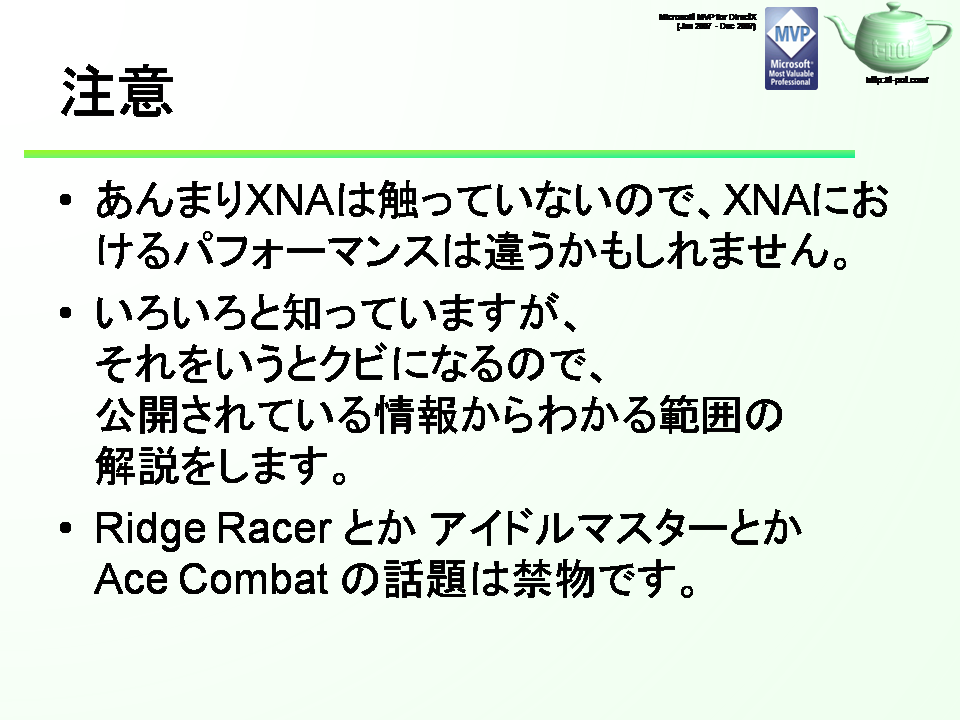 Microsoft MVP for DirectX
(Jan 2007 - Dec 2007)
MVP
Microsoft®
Most Valuable
Professional
t-pot
http://t-pot.com/
注意
• あんまりXNAは触っていないので、XNAにお
けるパフォーマンスは違うかもしれません。
• いろいろと知っていますが、
それをいうとクビになるので、
公開されている情報からわかる範囲の
解説をします。
• Ridge Racer とか アイドルマスターとか
Ace Combat の話題は禁物です。